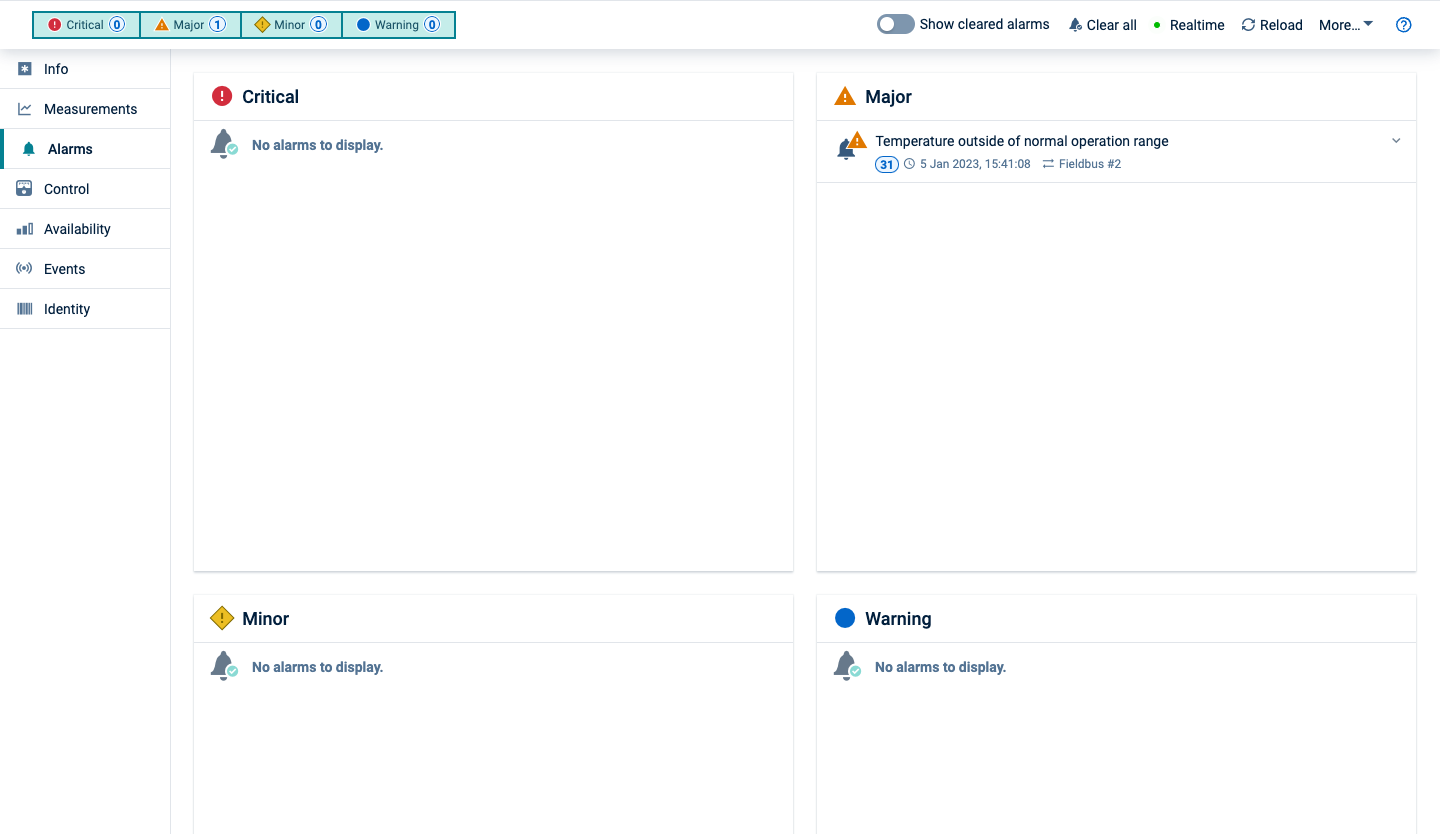 Critical 0 Major 1 Minor 0 Warning 0 Show cleared alarms Clear all Realtime Reload More...
Info
Measurements
Alarms
Control
Availability
Events
Identity
Critical
No alarms to display.
Major
Temperature outside of normal operation range
31 5 Jan 2023, 15:41:08 Fieldbus #2
Minor
No alarms to display.
Warning
No alarms to display.